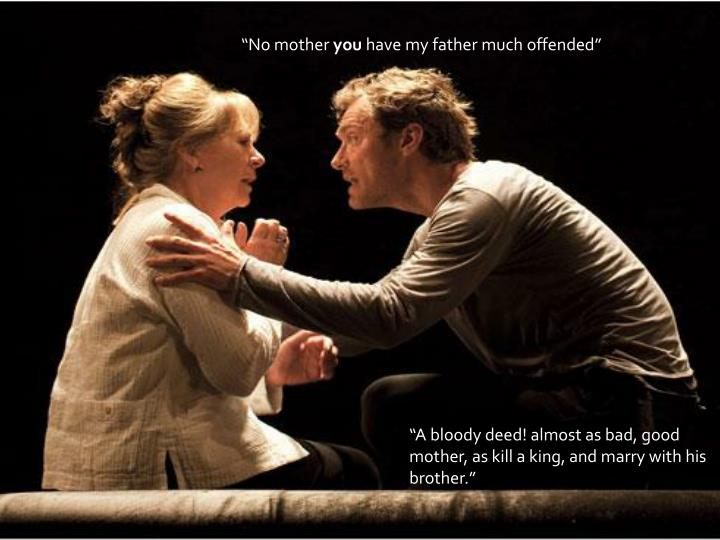 “No mother you have my father much offended”
“A bloody deed! almost as bad, good
mother, as kill a king, and marry with his
brother.”